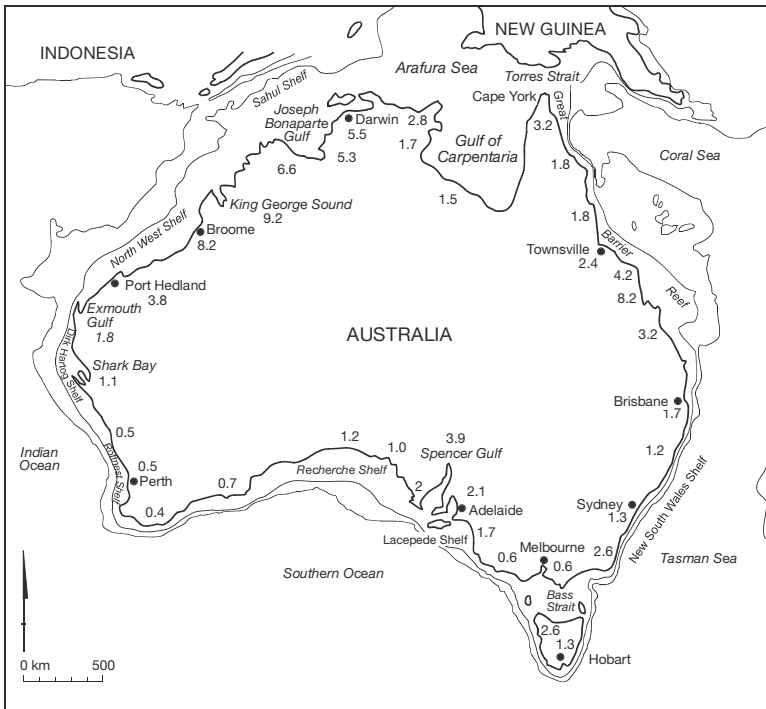 NEW GUINEA
INDONESIA
Arafura Sea
Torres Strait
Sahul Shelf
Cape York
Great
Joseph
Bonaparte
Gulf
Darwin
5.5
2.8
3.2
Gulf of
Carpentaria
1.7
5.3
Coral Sea
6.6
1.8
1.5
King George Sound
9.2
1.8
North West Shelf
Broome
8.2
Barrier
Townsville
2.4
4.2
Port Hedland
3.8
8.2
Reef
Exmouth
Gulf
1.8
AUSTRALIA
3.2
Dirk Hartog Shelf
Shark Bay
1.1
Brisbane
1.7
0.5
1.2
1.0
3.9
Spencer Gulf
1.2
Indian
Ocean
Rottnest Shelf
0.5
Perth
Recherche Shelf
0.7
2
2.1
Adelaide
Sydney
1.3
New South Wales Shelf
0.4
Lacepede Shelf
1.7
Melbourne
0.6
0.6
2.6
Tasman Sea
Southern Ocean
Bass
Strait
2.6
1.3
Hobart
0 km
500